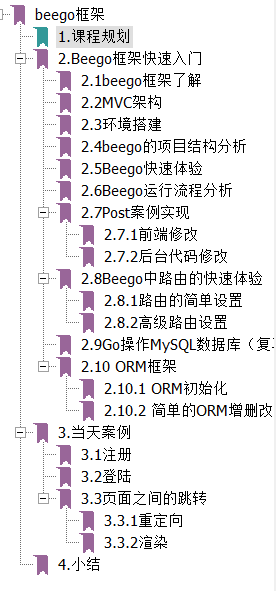 beego框架
1.课程规划
2.Beego框架快速入门
2.1beego框架了解
2.2MVC架构
2.3环境搭建
2.4beego的项目结构分析
2.5Beego快速体验
2.6Beego运行流程分析
2.7Post案例实现
2.7.1前端修改
2.7.2后台代码修改
2.8Beego中路由的快速体验
2.8.1路由的简单设置
2.8.2高级路由设置
2.9Go操作MySQL数据库（复
2.10 ORM框架
2.10.1 ORM初始化
2.10.2 简单的ORM增删改
3.当天案例
3.1注册
3.2登陆
3.3页面之间的跳转
3.3.1重定向
3.3.2渲染
4.小结